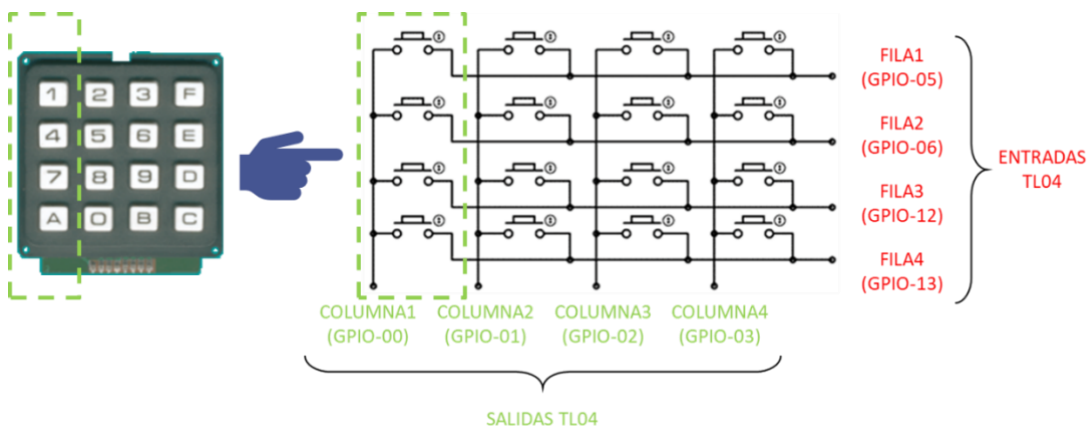 1 2 3 F
4 5 6 E
7 8 9 D
A 0 B C
FILA1
(GPIO-05)
FILA2
(GPIO-06)
FILA3
(GPIO-12)
FILA4
(GPIO-13)
ENTRADAS
TL04
COLUMNA1
(GPIO-00)
COLUMNA2
(GPIO-01)
COLUMNA3
(GPIO-02)
COLUMNA4
(GPIO-03)
SALIDAS TL04